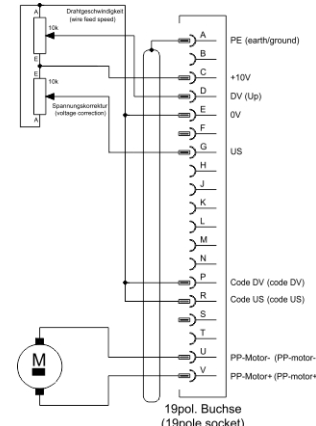 Drahtgeschwindigkeit
(wire feed speed)
A
10k
E
E
10k
Spannungskorrektur
(voltage correction)
A
A PE (earth/ground)
B
C +10V
D DV (Up)
E 0V
F
G US
H
J
K
L
M
N
P Code DV (code DV)
R Code US (code US)
S
T
U PP-Motor- (PP-motor-
V PP-Motor+ (PP-motor+
M
19pol. Buchse
(19pole socket)